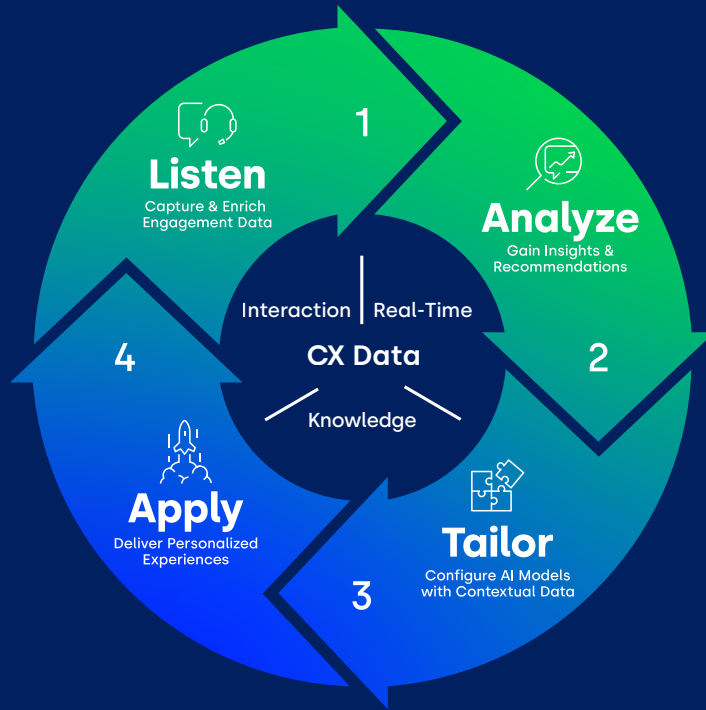 1
Listen
Capture & Enrich
Engagement Data
Analyze
Gain Insights &
Recommendations
2
Tailor
Configure AI Models
with Contextual Data
3
Apply
Deliver Personalized
Experiences
4
Interaction
Real-Time
CX Data
Knowledge